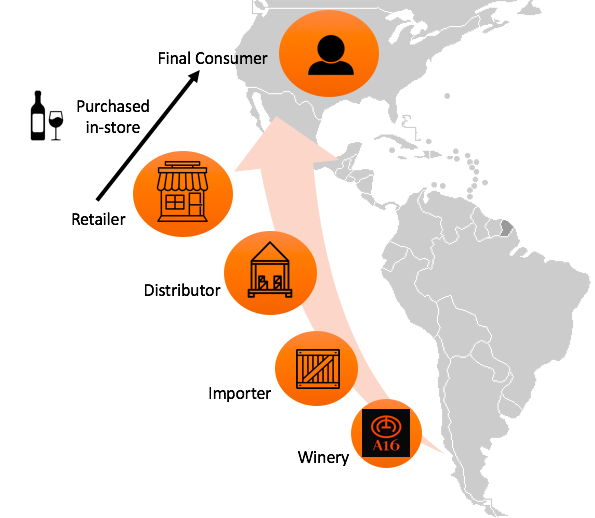 Final Consumer
Purchased
in-store
Retailer
Distributor
Importer
A16
Winery